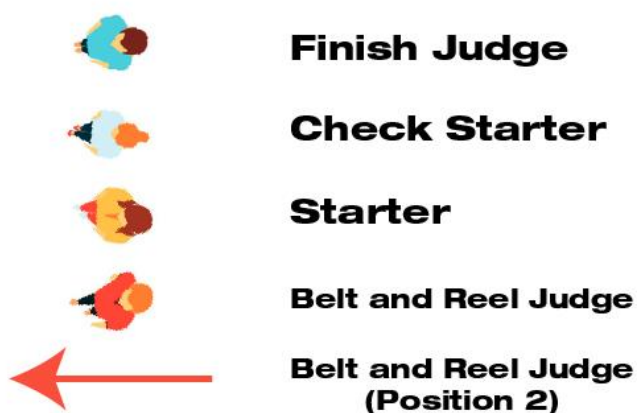 Finish Judge
Check Starter
Starter
Belt and Reel Judge
Belt and Reel Judge
(Position 2)